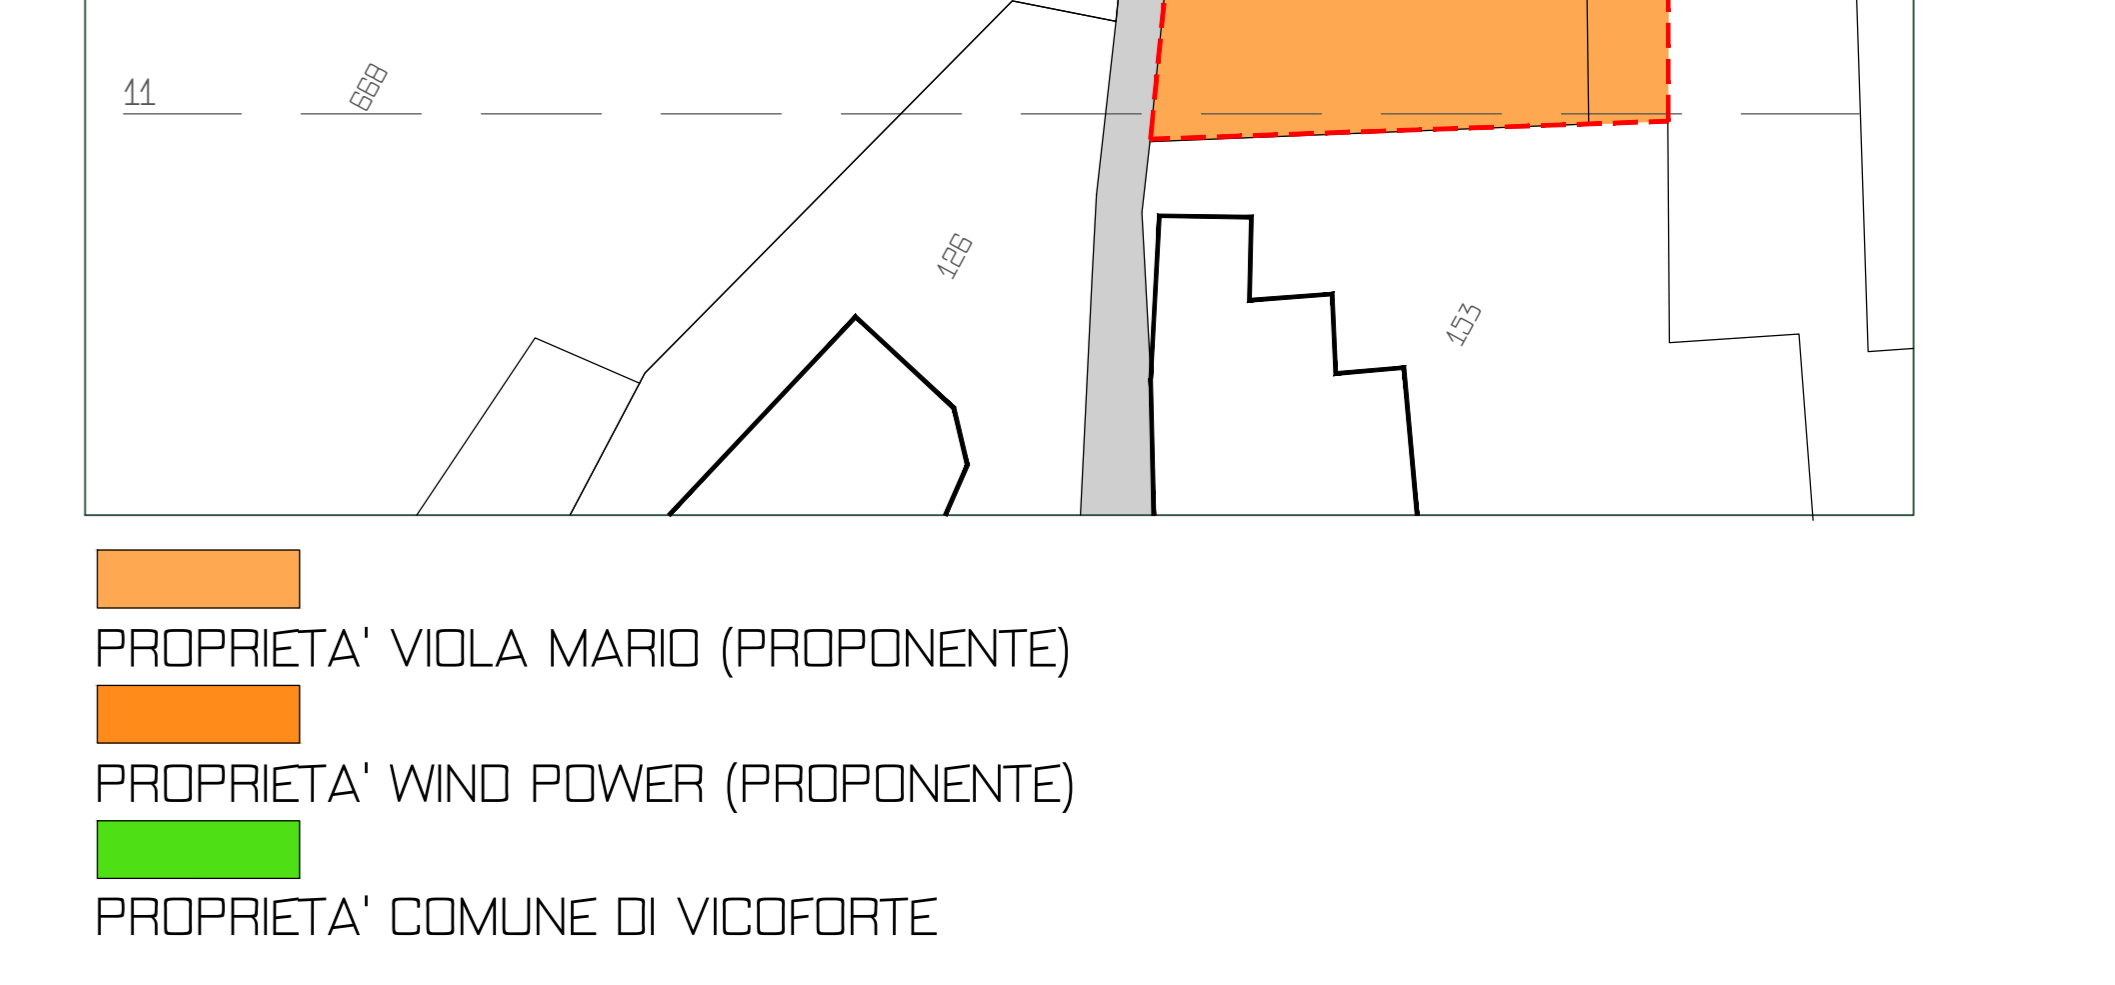 11
668
126
153
PROPRIETA' VIOLA MARIO (PROPONENTE)
PROPRIETA' WIND POWER (PROPONENTE)
PROPRIETA' COMUNE DI VICOFORTE